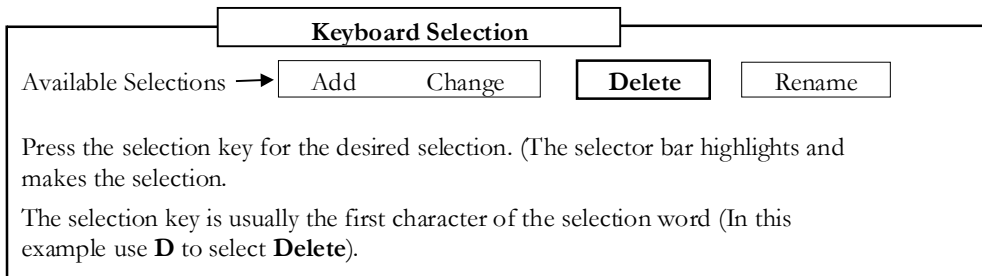 Keyboard Selection
Available Selections Add Change Delete Rename
Press the selection key for the desired selection. (The selector bar highlights and
makes the selection.
The selection key is usually the first character of the selection word (In this
example use D to select Delete).